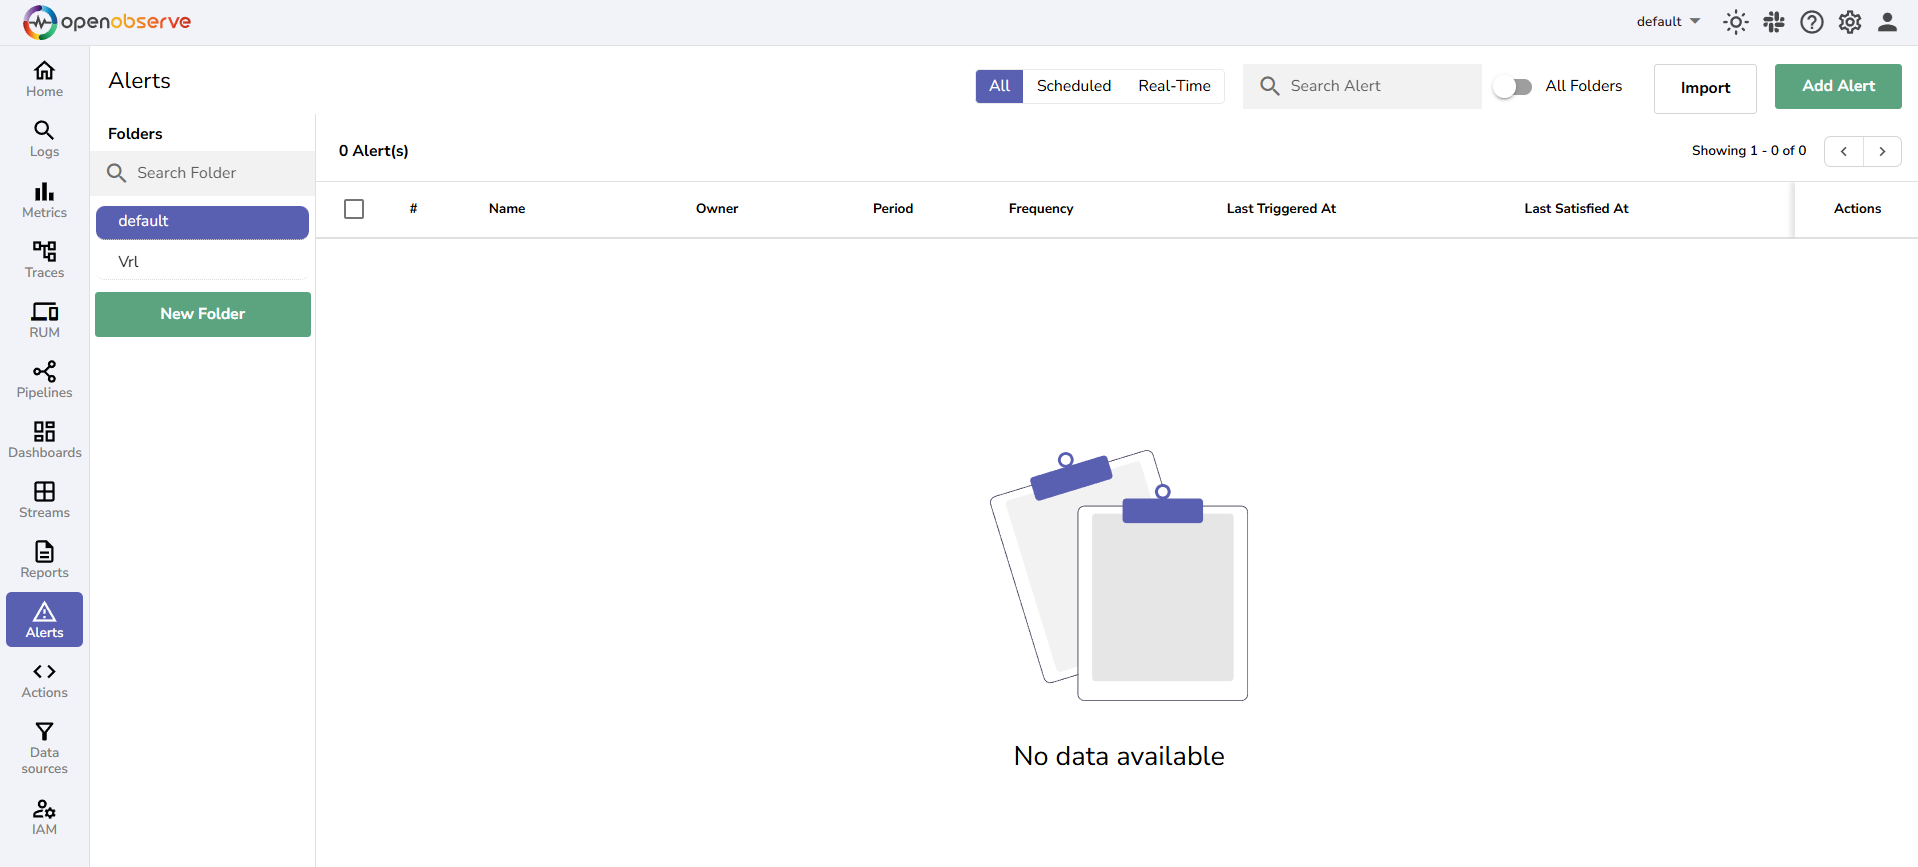 openobserve
default
Home
Logs
Metrics
Traces
RUM
Pipelines
Dashboards
Streams
Reports
Alerts
Actions
Data
sources
IAM
Alerts
All Scheduled Real-Time
Search Alert
All Folders
Import
Add Alert
Folders
Search Folder
default
Vrl
New Folder
0 Alert(s)
Showing 1 - 0 of 0
# Name Owner Period Frequency Last Triggered At Last Satisfied At Actions
No data available